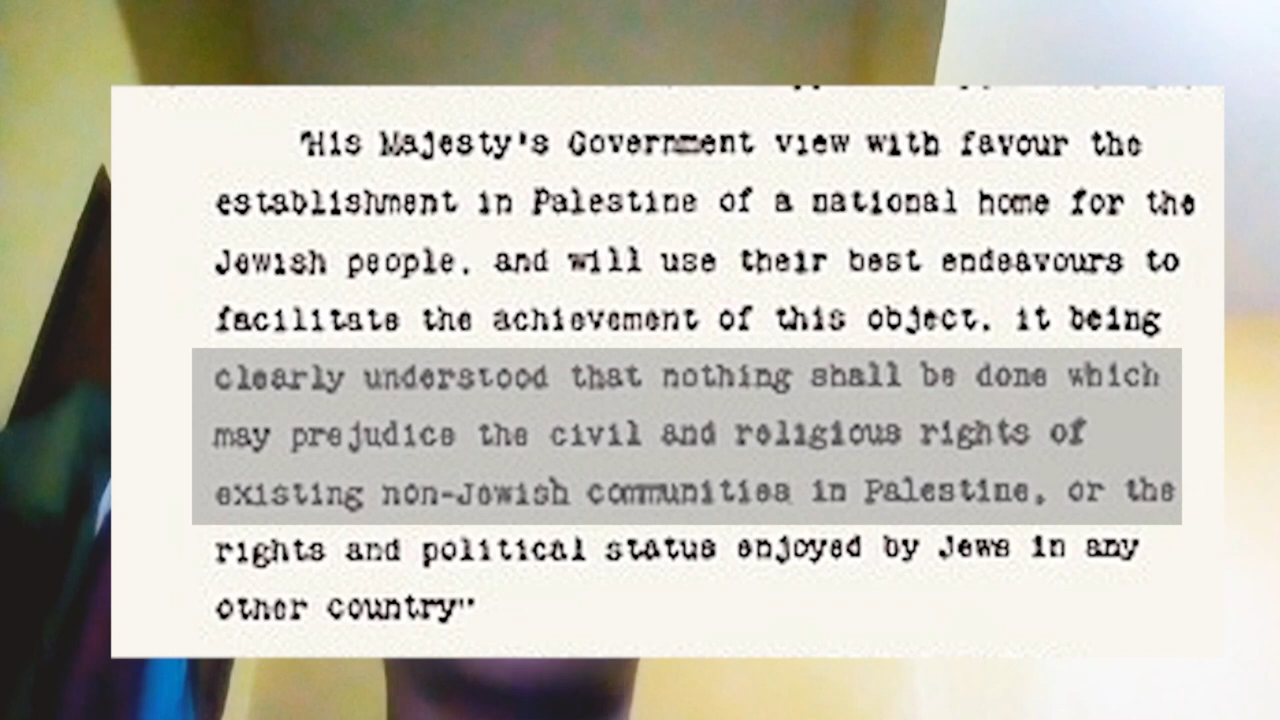 "His Majesty's Government view with favour the
establishment in Palestine of a national home for the
Jewish people, and will use their best endeavours to
facilitate the achievement of this object, it being
clearly understood that nothing shall be done which
may prejudice the civil and religious rights of
existing non-Jewish communities in Palestine, or the
rights and political status enjoyed by Jews in any
other country"